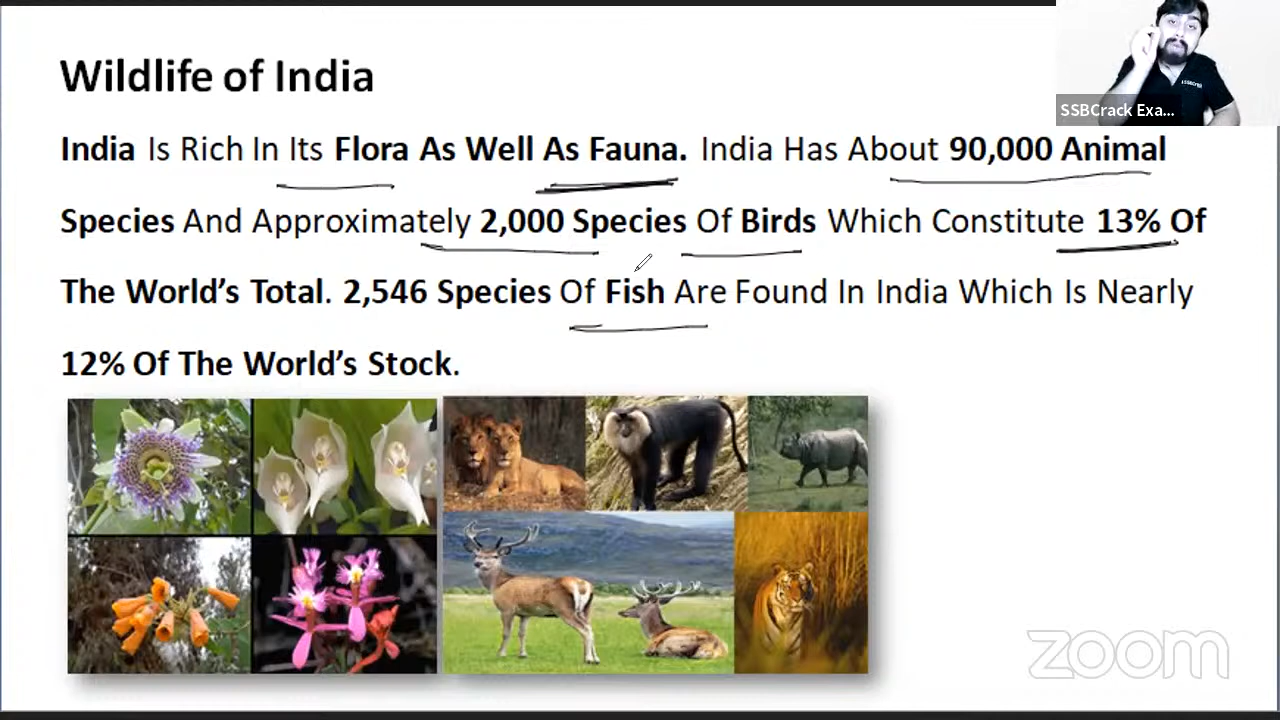 Wildlife of India
SSBCrack Exa...
India Is Rich In Its Flora As Well As Fauna. India Has About 90,000 Animal
Species And Approximately 2,000 Species Of Birds Which Constitute 13% Of
The World's Total. 2,546 Species Of Fish Are Found In India Which Is Nearly
12% Of The World's Stock.
zoom